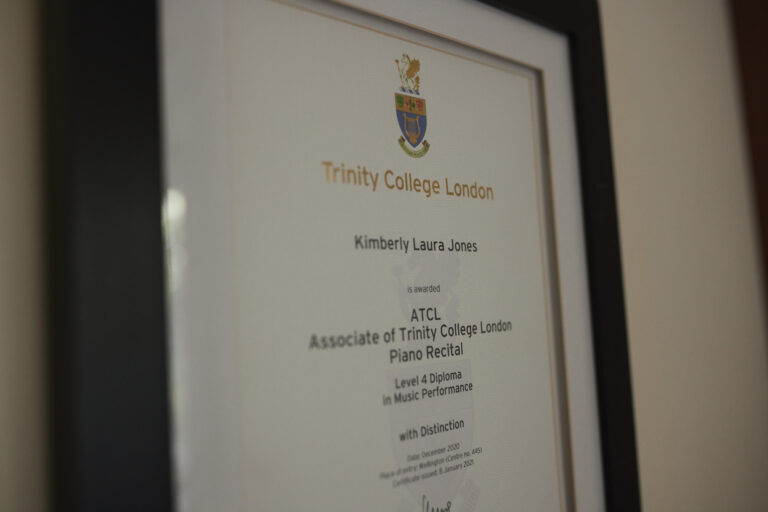 Trinity College London
Kimberly Laura Jones
is awarded
ATCL
Associate of Trinity College London
Piano Recital
Level 4 Diploma
in Music Performance
with Distinction
Date: December 2020
Place of entry: Wellington (Centre no. 445)
Certificate issued: 8 January 2021